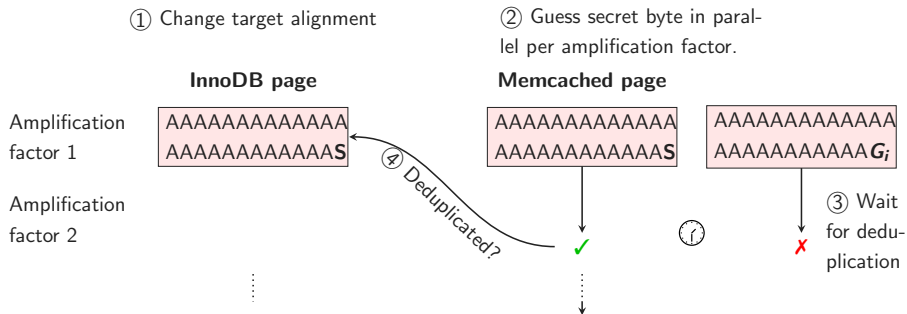 ① Change target alignment
② Guess secret byte in paral-
lel per amplification factor.
InnoDB page
Memcached page
Amplification
factor 1
AAAAAAAAAAAAA
AAAAAAAAAAAAS
AAAAAAAAAAAAA
AAAAAAAAAAAAS
AAAAAAAAAAAAA
AAAAAAAAAAAGi
④ Deduplicated?
Amplification
factor 2
③ Wait
for dedu-
plication
✓
✗